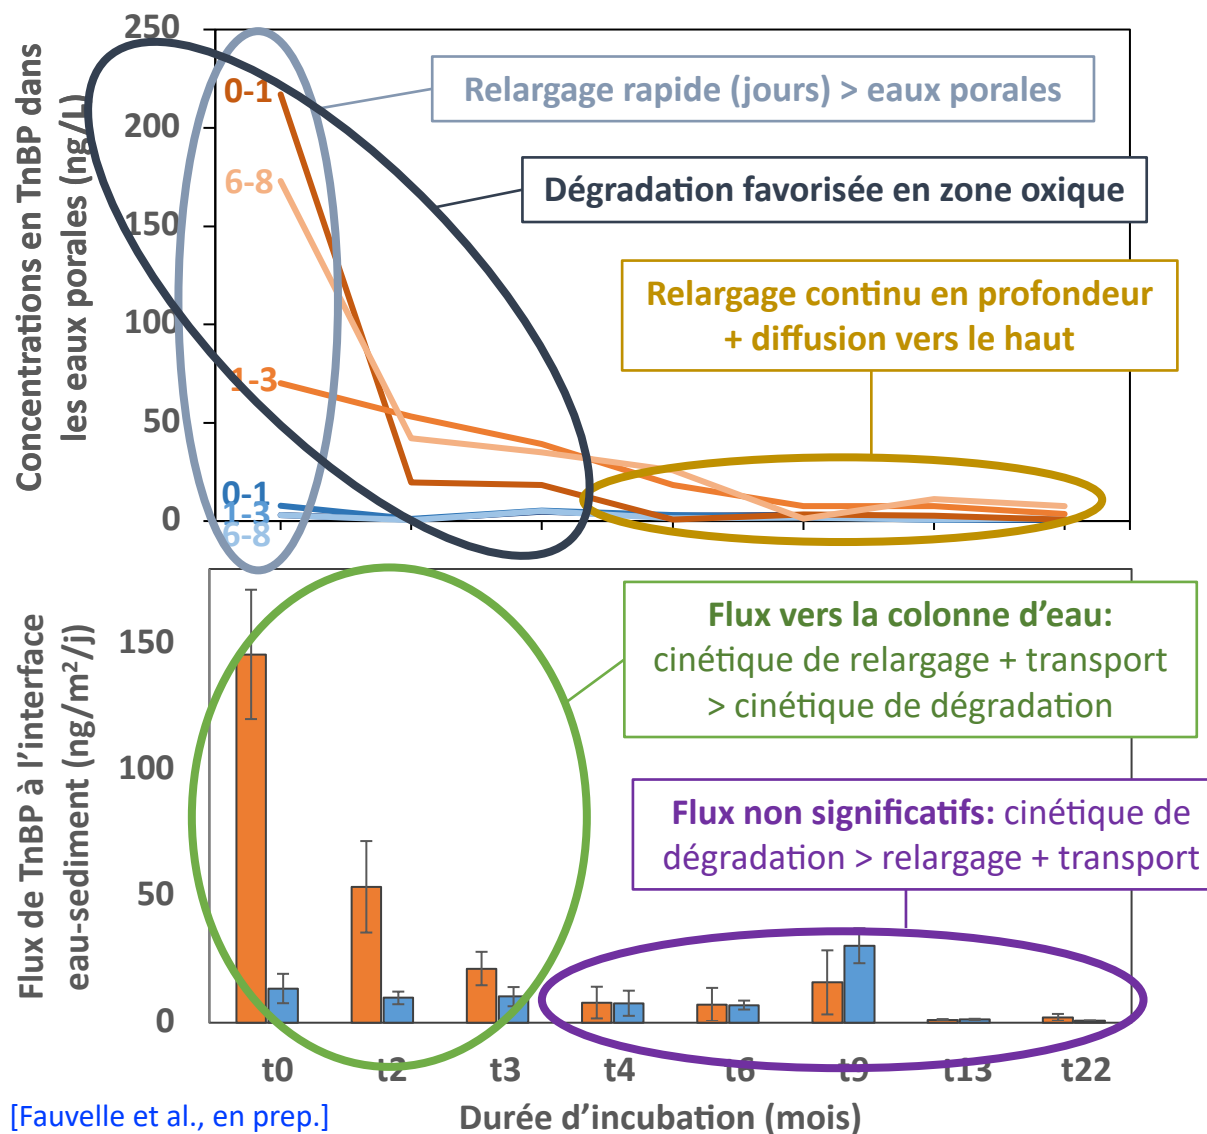 Concentrations en TnBP dans
les eaux porales (ng/L)
250
200
150
100
50
0
0-1
6-8
1-3
0-1
1-3
6-8
Relargage rapide (jours) > eaux porales
Dégradation favorisée en zone oxique
Relargage continu en profondeur
+ diffusion vers le haut
Flux de TnBP à l’interface
eau-sediment (ng/m²/j)
150
100
50
0
Flux vers la colonne d’eau:
cinétique de relargage + transport
> cinétique de dégradation
Flux non significatifs: cinétique de
dégradation > relargage + transport
t0 t2 t3 t4 t6 t9 t13 t22
Durée d’incubation (mois)
[Fauvelle et al., en prep.]